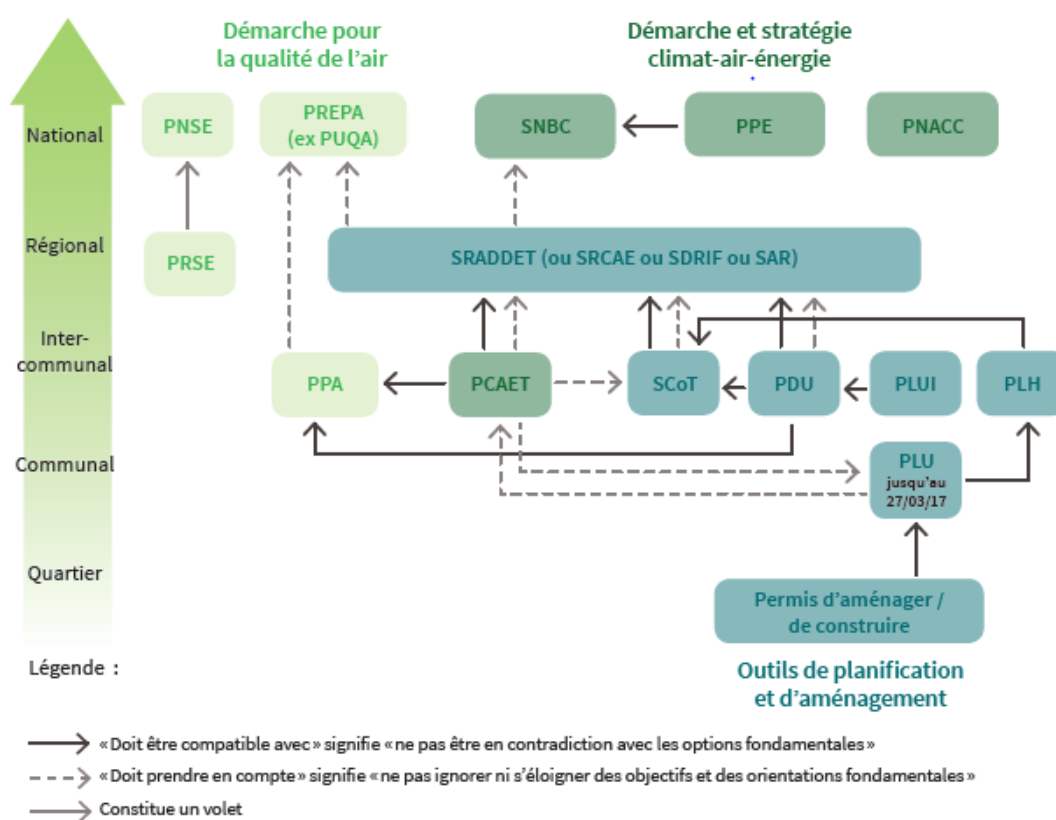 Démarche pour
la qualité de l'air
Démarche et stratégie
climat-air-énergie
National
PNSE
PREPA
(ex PUQA)
SNBC
PPE
PNACC
Régional
PRSE
SRADDET (ou SRCAE ou SDRIF ou SAR)
Inter-
communal
PPA
PCAET
SCoT
PDU
PLUI
PLH
Communal
PLU
jusqu'au
27/03/17
Quartier
Permis d'aménager /
de construire
Légende :
Outils de planification
et d'aménagement
«Doit être compatible avec» signifie «ne pas être en contradiction avec les options fondamentales»
«Doit prendre en compte» signifie «ne pas ignorer ni s'éloigner des objectifs et des orientations fondamentales»
Constitue un volet